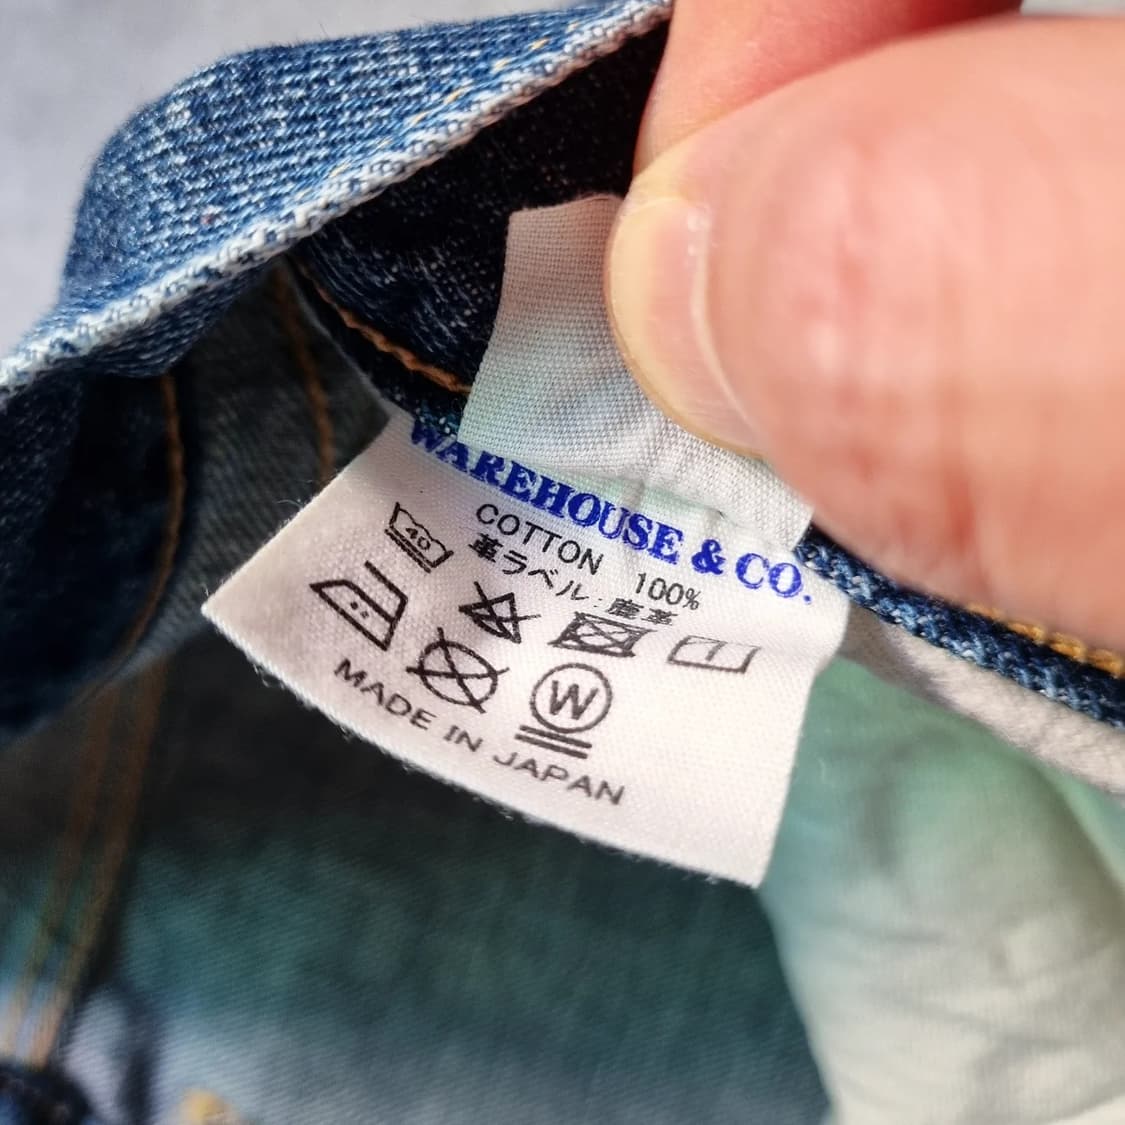 WAREHOUSE & CO.
COTTON 100%
革ラベル:鹿革
40
W
MADE IN JAPAN